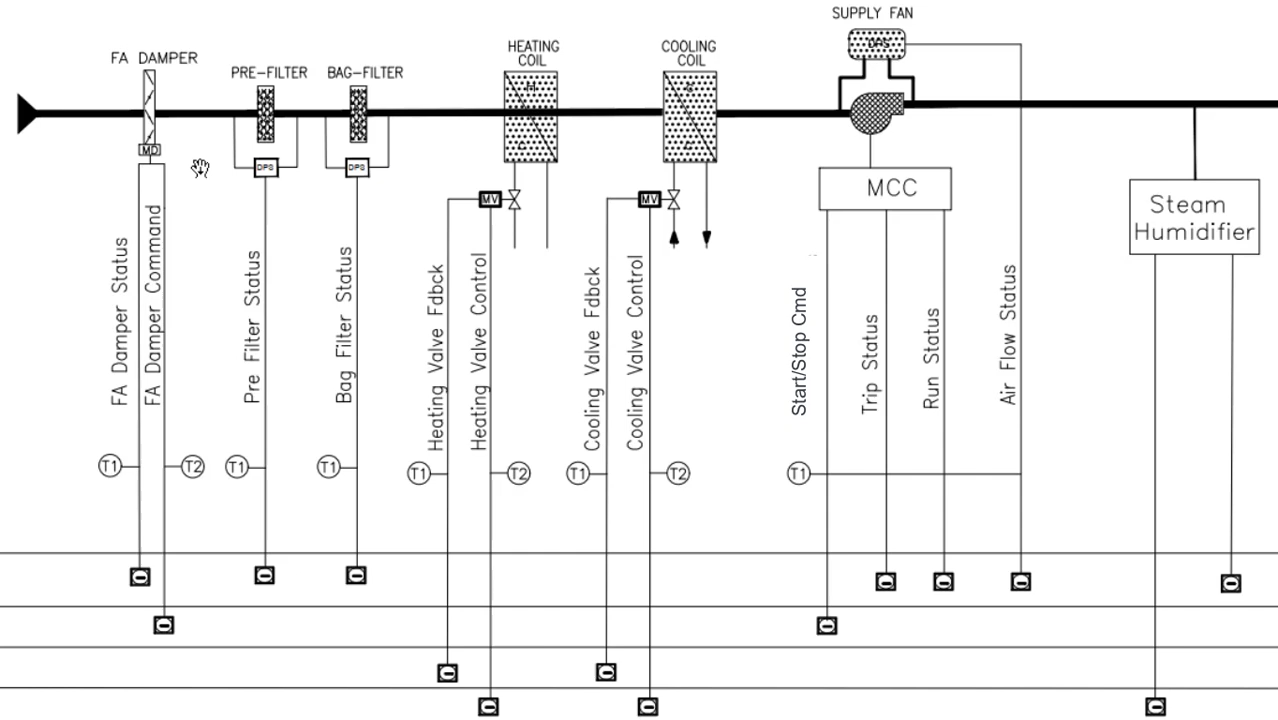 SUPPLY FAN
DPS
FA DAMPER
PRE-FILTER
BAG-FILTER
HEATING
COIL
COOLING
COIL
H
C
C
MD
DPS
DPS
MV
MV
MCC
Steam
Humidifier
FA Damper Status
FA Damper Command
Pre Filter Status
Bag Filter Status
Heating Valve Fdbck
Heating Valve Control
Cooling Valve Fdbck
Cooling Valve Control
Start/Stop Cmd
Trip Status
Run Status
Air Flow Status
T1
T2
T1
T1
T1
T2
T1
T2
T1